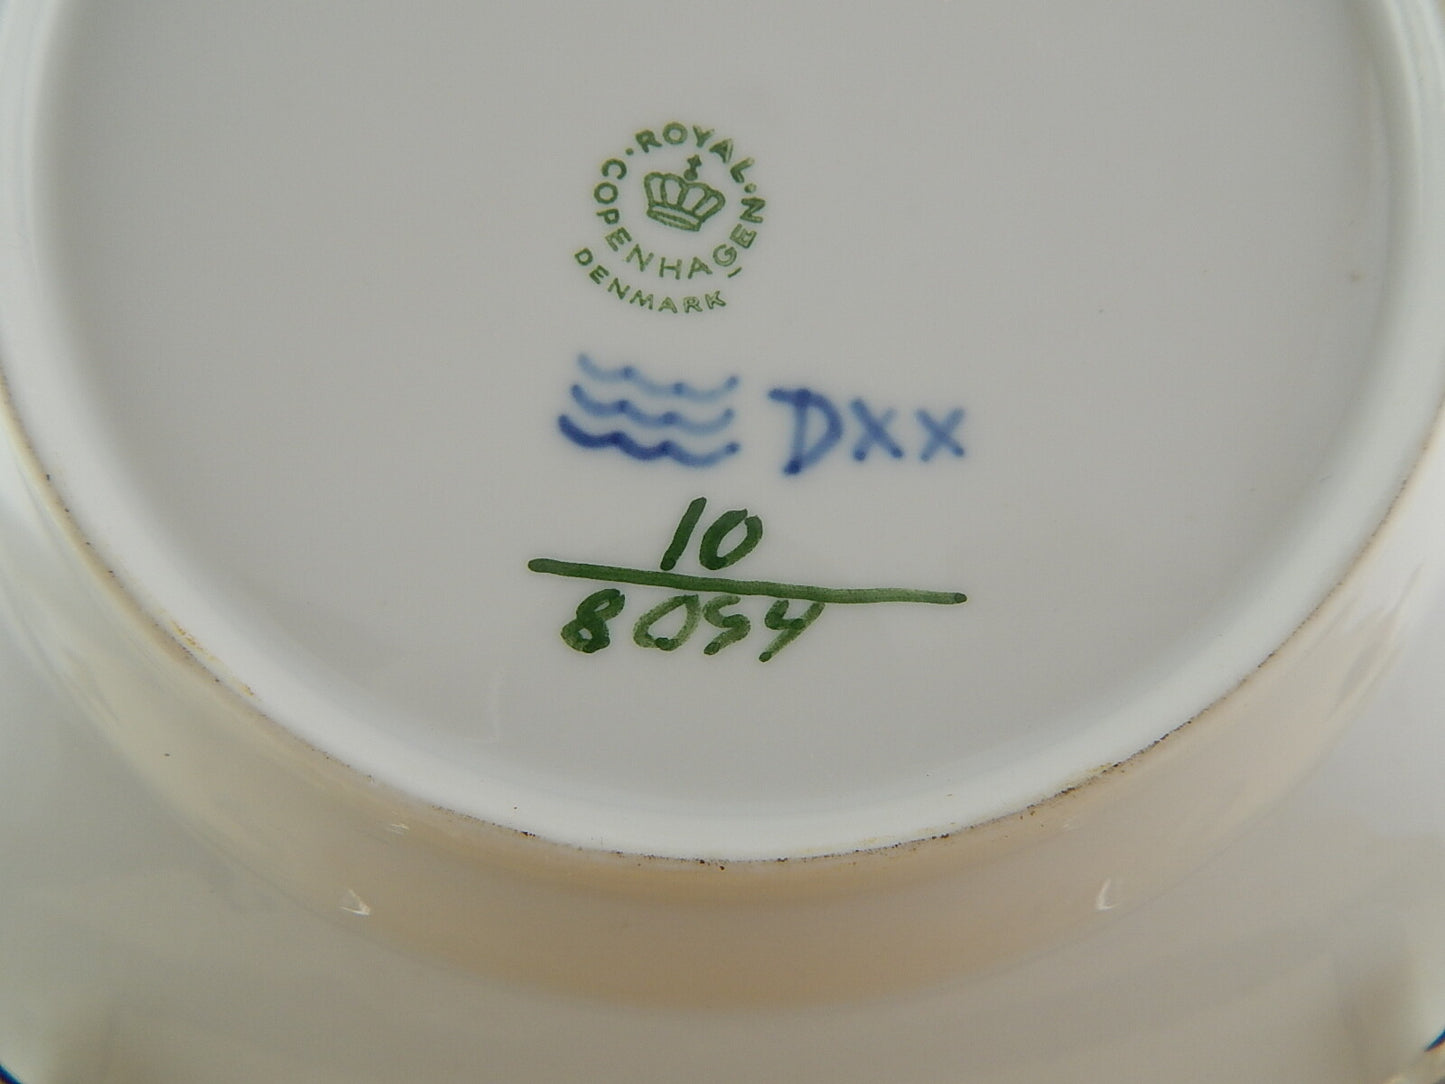 ROYAL · COPENHAGEN ·
DENMARK
DXX
10
8054